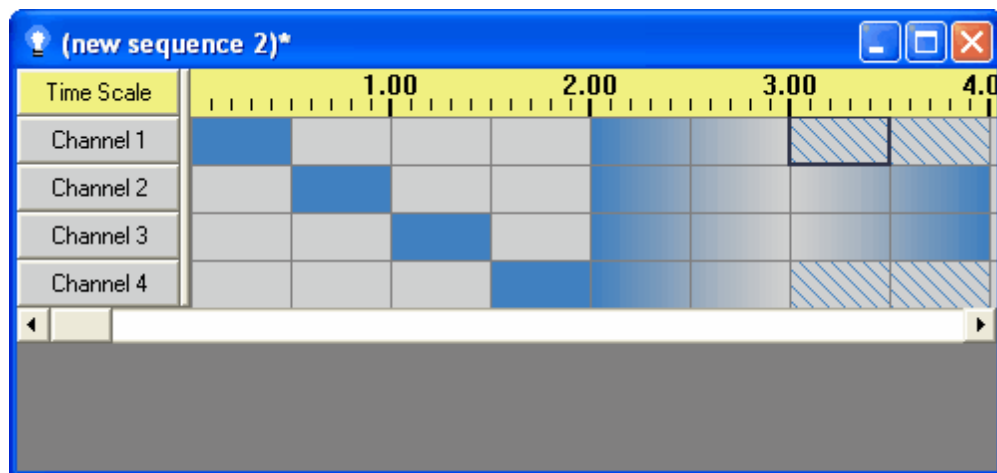 (new sequence 2)*
Time Scale 1.00 2.00 3.00 4.0
Channel 1
Channel 2
Channel 3
Channel 4